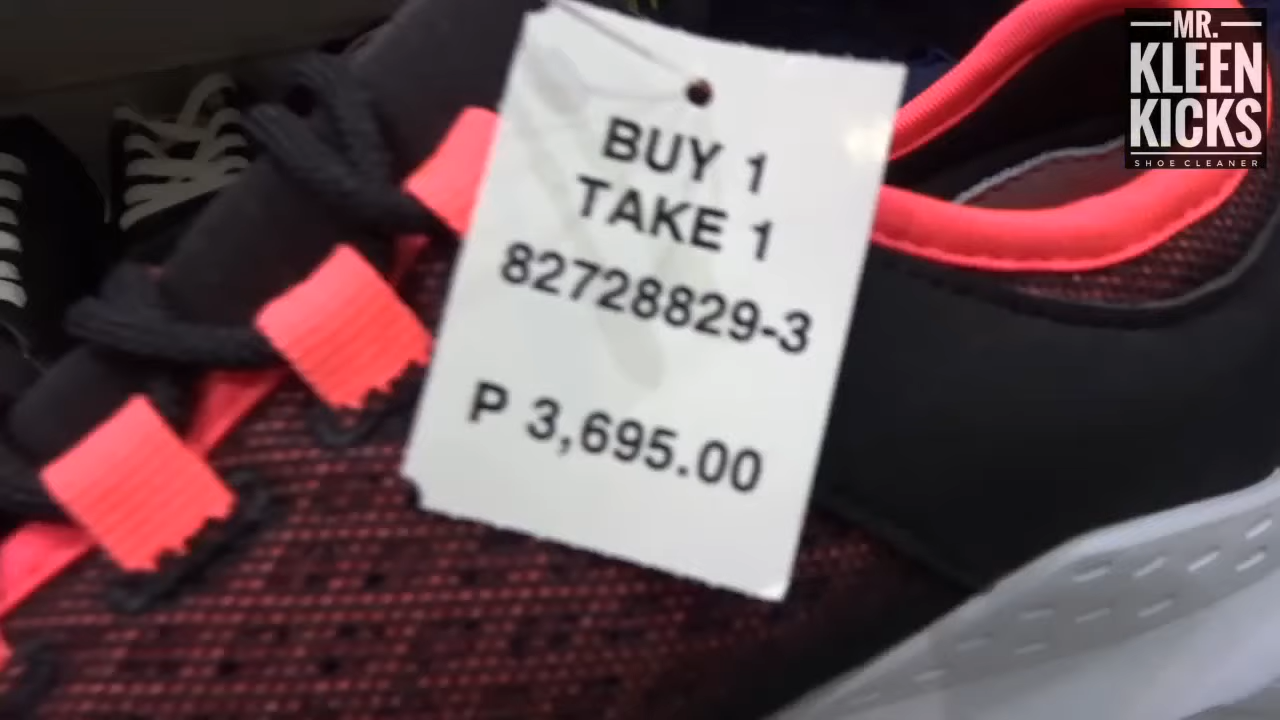 BUY 1
TAKE 1
82728829-3
P 3,695.00
MR.
KLEEN
KICKS
SHOE CLEANER